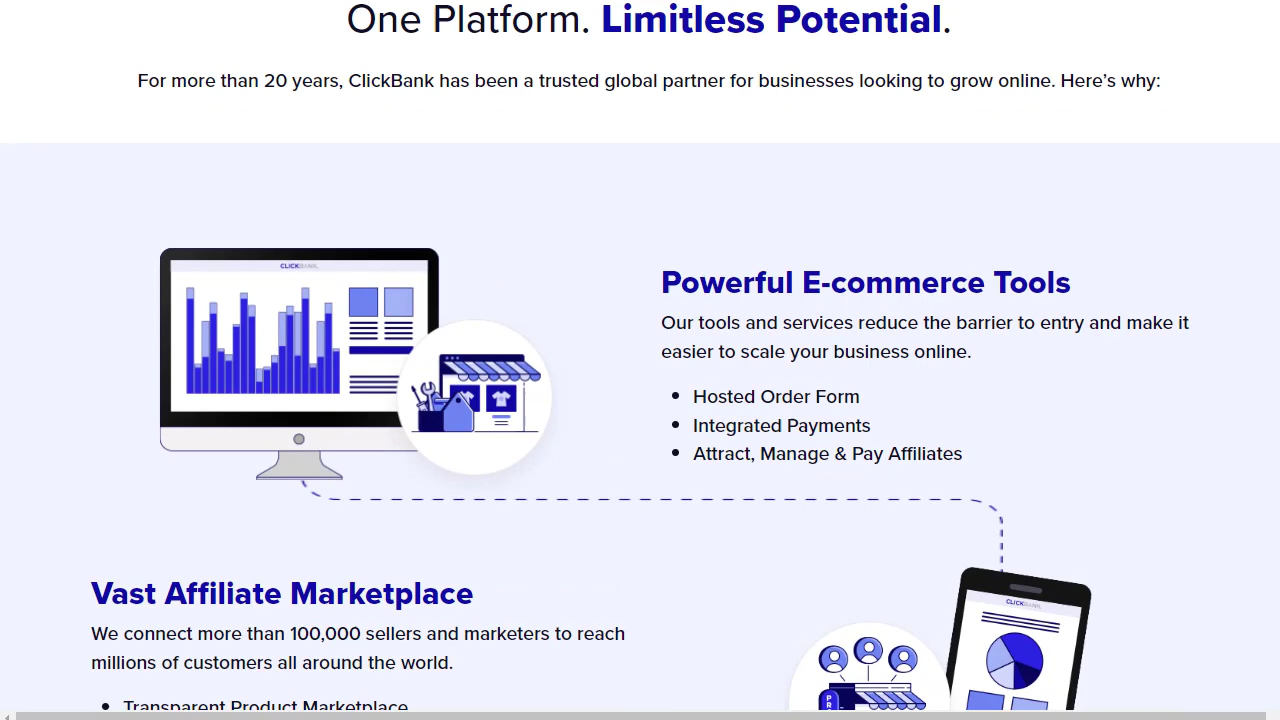 One Platform. Limitless Potential.
For more than 20 years, ClickBank has been a trusted global partner for businesses looking to grow online. Here’s why:
CLICKBANK
Powerful E-commerce Tools
Our tools and services reduce the barrier to entry and make it
easier to scale your business online.
Hosted Order Form
Integrated Payments
Attract, Manage & Pay Affiliates
Vast Affiliate Marketplace
We connect more than 100,000 sellers and marketers to reach
millions of customers all around the world.
Transparent Product Marketplace
CLICKBANK